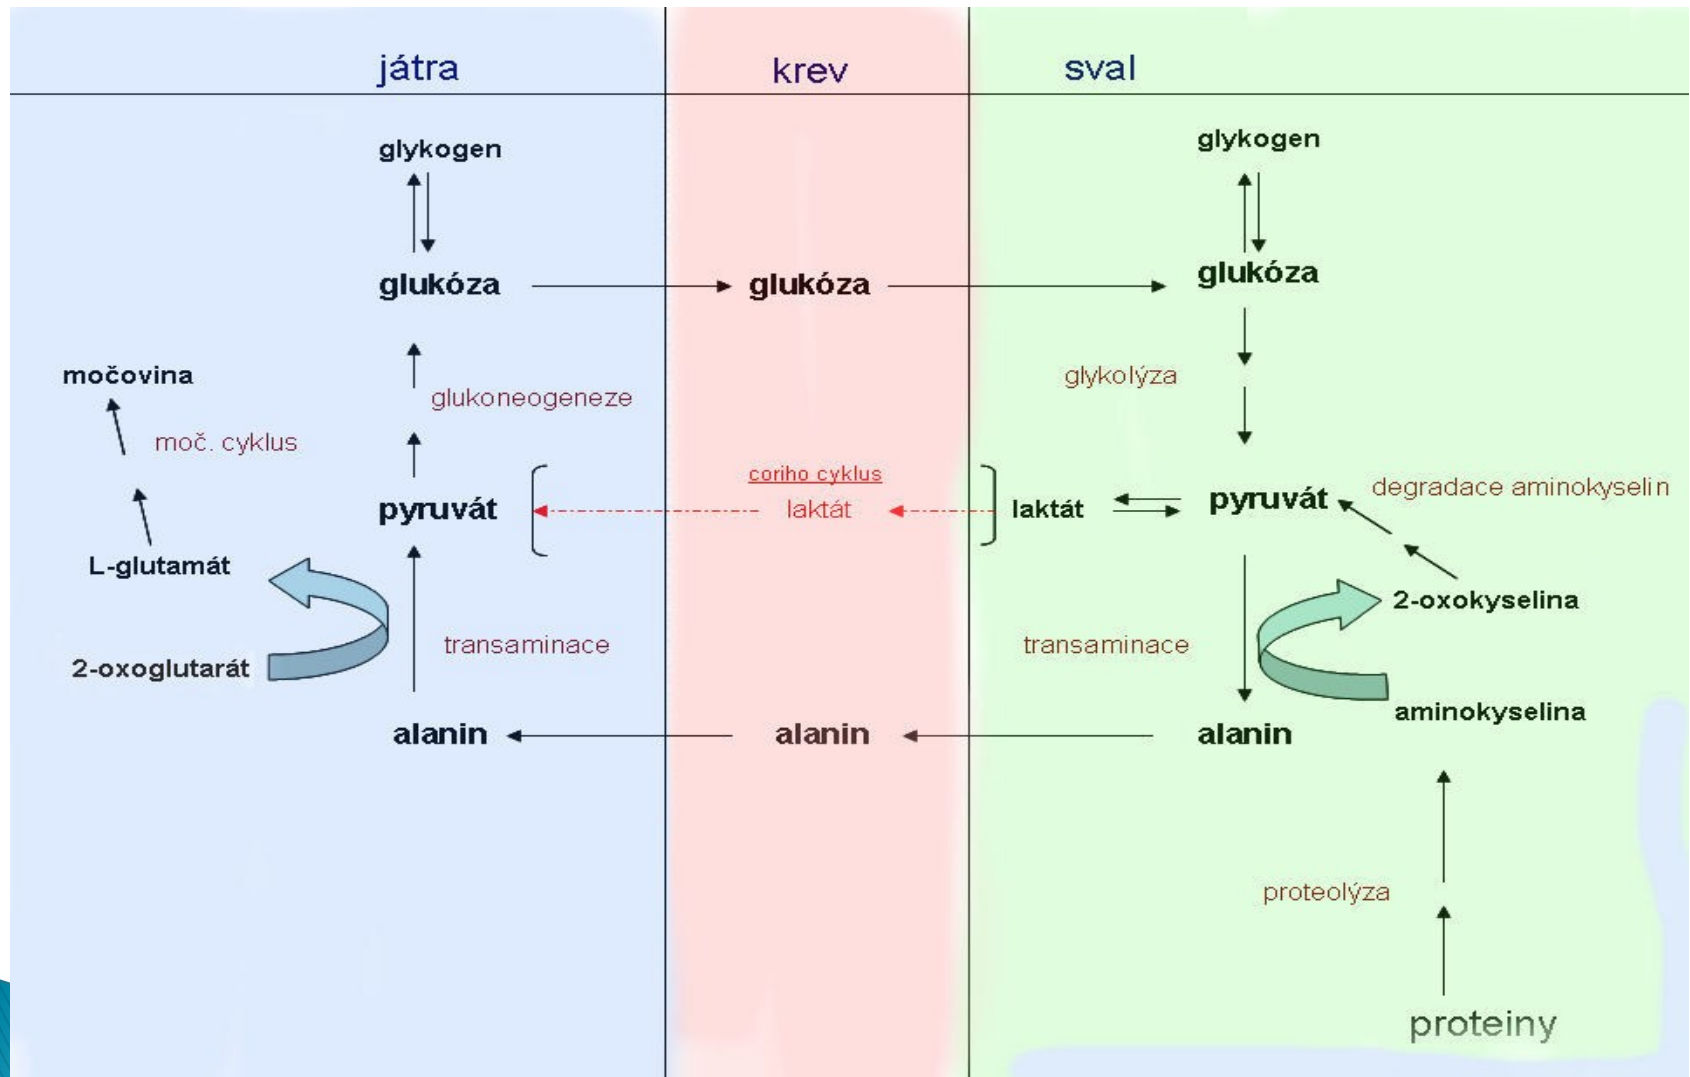 játra
krev
sval
glykogen
glykogen
glukóza
glukóza
glukóza
močovina
glukoneogeneze
glykolýza
moč. cyklus
coriho cyklus
pyruvát
laktát
laktát
pyruvát
degradace aminokyselin
L-glutamát
2-oxokyselina
2-oxoglutarát
transaminace
transaminace
aminokyselina
alanin
alanin
alanin
proteolýza
proteiny